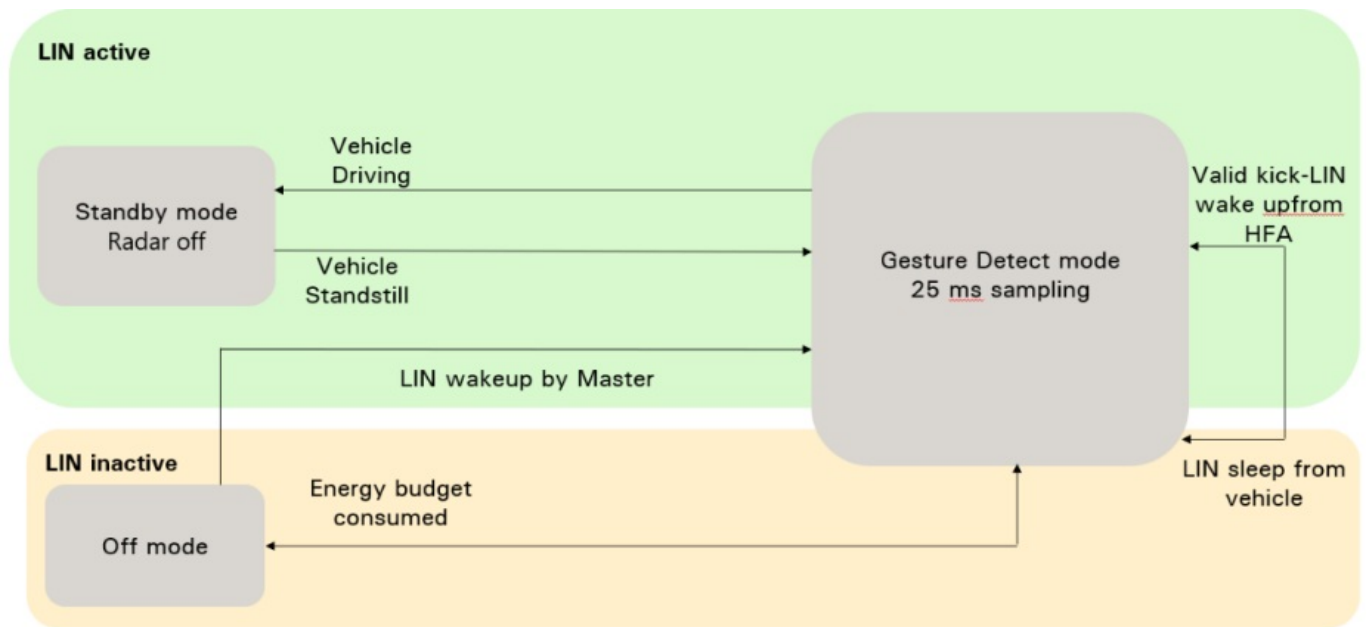 LIN active
Vehicle
Driving
Standby mode
Radar off
Vehicle
Standstill
Gesture Detect mode
25 ms sampling
Valid kick-LIN
wake upfrom
HFA
LIN wakeup by Master
LIN inactive
Energy budget
consumed
Off mode
LIN sleep from
vehicle